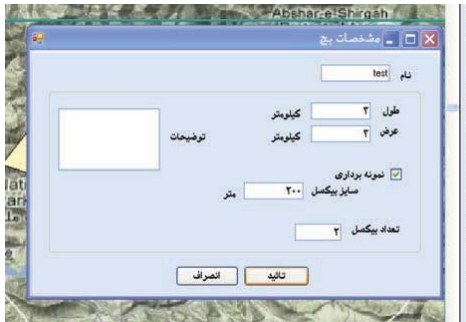 Abshar-e-Shirgah
مشخصات پچ
نام test
طول ۲ کیلومتر
عرض ۲ کیلومتر
توضیحات
نمونه برداری
سایز پیکسل ۲۰۰ متر
تعداد پیکسل ۲
تائید انصراف